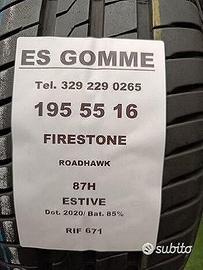 ES GOMME
Tel. 329 229 0265
195 55 16
FIRESTONE
ROADHAWK
87H
ESTIVE
Dot. 2020/ Bat. 85%
RIF 671
subito